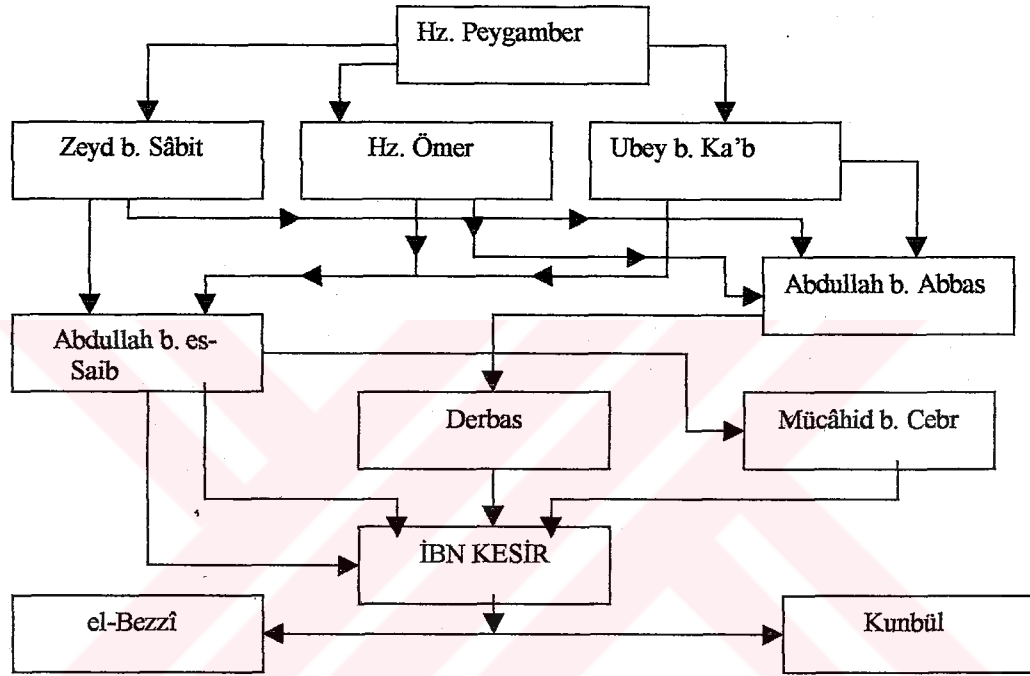 Hz. Peygamber
Zeyd b. Sâbit
Hz. Ömer
Ubey b. Ka'b
Abdullah b. Abbas
Abdullah b. es-
Saib
Derbas
Mücâhid b. Cebr
İBN KESİR
el-Bezzî
Kunbül